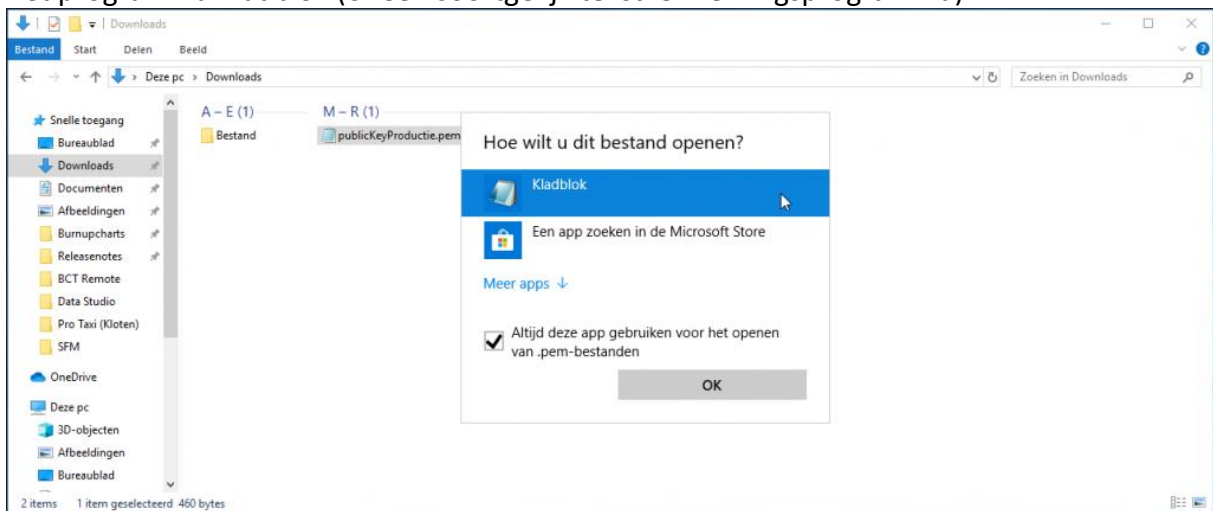 Downloads
Bestand Start Delen Beeld
Deze pc > Downloads
Zoeken in Downloads
Snelle toegang
Bureaublad
Downloads
Documenten
Afbeeldingen
Burnupcharts
Releasenotes
BCT Remote
Data Studio
Pro Taxi (Kloten)
SFM
OneDrive
Deze pc
3D-objecten
Afbeeldingen
Bureaublad
A – E (1)
Bestand
M – R (1)
publicKeyProductie.pem
Hoe wilt u dit bestand openen?
Kladblok
Een app zoeken in de Microsoft Store
Meer apps
Altijd deze app gebruiken voor het openen
van .pem-bestanden
OK
2 items 1 item geselecteerd 460 bytes